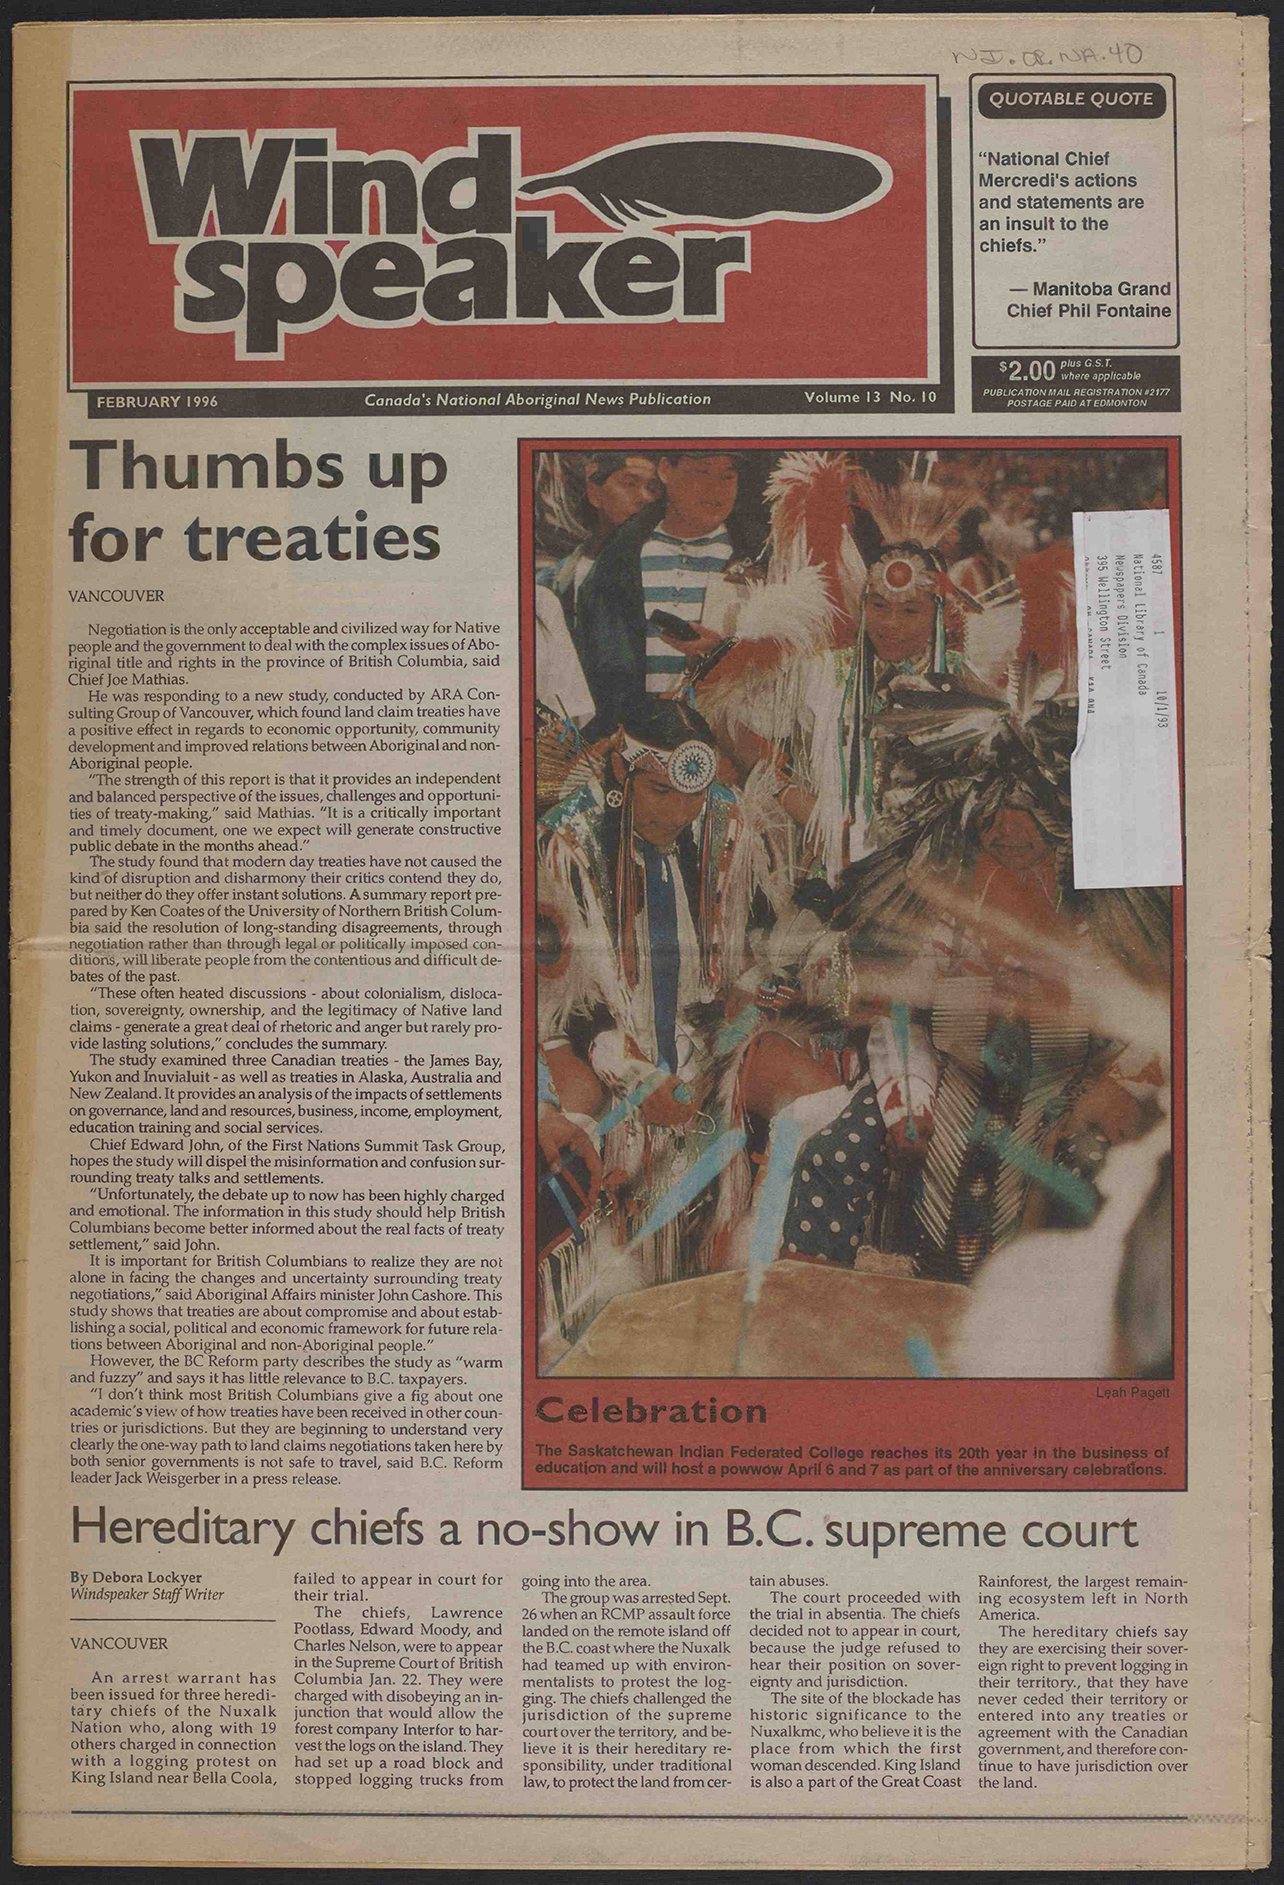 NJ.OR.NA.40
Wind
speaker
FEBRUARY 1996
Canada's National Aboriginal News Publication
Volume 13 No. 10
QUOTABLE QUOTE
“National Chief
Mercredi's actions
and statements are
an insult to the
chiefs.”
— Manitoba Grand
Chief Phil Fontaine
$2.00 plus G.S.T.
where applicable
PUBLICATION MAIL REGISTRATION #2177
POSTAGE PAID AT EDMONTON
Thumbs up
for treaties
VANCOUVER
Negotiation is the only acceptable and civilized way for Native
people and the government to deal with the complex issues of Abo-
riginal title and rights in the province of British Columbia, said
Chief Joe Mathias.
He was responding to a new study, conducted by ARA Con-
sulting Group of Vancouver, which found land claim treaties have
a positive effect in regards to economic opportunity, community
development and improved relations between Aboriginal and non-
Aboriginal people.
“The strength of this report is that it provides an independent
and balanced perspective of the issues, challenges and opportuni-
ties of treaty-making,” said Mathias. “It is a critically important
and timely document, one we expect will generate constructive
public debate in the months ahead.”
The study found that modern day treaties have not caused the
kind of disruption and disharmony their critics contend they do,
but neither do they offer instant solutions. A summary report pre-
pared by Ken Coates of the University of Northern British Colum-
bia said the resolution of long-standing disagreements, through
negotiation rather than through legal or politically imposed con-
ditions, will liberate people from the contentious and difficult de-
bates of the past.
“These often heated discussions - about colonialism, disloca-
tion, sovereignty, ownership, and the legitimacy of Native land
claims - generate a great deal of rhetoric and anger but rarely pro-
vide lasting solutions,” concludes the summary.
The study examined three Canadian treaties - the James Bay,
Yukon and Inuvialuit - as well as treaties in Alaska, Australia and
New Zealand. It provides an analysis of the impacts of settlements
on governance, land and resources, business, income, employment,
education training and social services.
Chief Edward John, of the First Nations Summit Task Group,
hopes the study will dispel the misinformation and confusion sur-
rounding treaty talks and settlements.
“Unfortunately, the debate up to now has been highly charged
and emotional. The information in this study should help British
Columbians become better informed about the real facts of treaty
settlement,” said John.
It is important for British Columbians to realize they are not
alone in facing the changes and uncertainty surrounding treaty
negotiations,” said Aboriginal Affairs minister John Cashore. This
study shows that treaties are about compromise and about estab-
lishing a social, political and economic framework for future rela-
tions between Aboriginal and non-Aboriginal people.”
However, the BC Reform party describes the study as “warm
and fuzzy” and says it has little relevance to B.C. taxpayers.
“I don't think most British Columbians give a fig about one
academic's view of how treaties have been received in other coun-
tries or jurisdictions. But they are beginning to understand very
clearly the one-way path to land claims negotiations taken here by
both senior governments is not safe to travel, said B.C. Reform
leader Jack Weisgerber in a press release.
4587 1 10/1/93
National Library of Canada
Newspapers Division
395 Wellington Street
ON CANADA K1A 0N4
Leah Pagett
Celebration
The Saskatchewan Indian Federated College reaches its 20th year in the business of
education and will host a powwow April 6 and 7 as part of the anniversary celebrations.
Hereditary chiefs a no-show in B.C. supreme court
By Debora Lockyer
Windspeaker Staff Writer
VANCOUVER
An arrest warrant has
been issued for three heredi-
tary chiefs of the Nuxalk
Nation who, along with 19
others charged in connection
with a logging protest on
King Island near Bella Coola,
failed to appear in court for
their trial.
The chiefs, Lawrence
Pootlass, Edward Moody, and
Charles Nelson, were to appear
in the Supreme Court of British
Columbia Jan. 22. They were
charged with disobeying an in-
junction that would allow the
forest company Interfor to har-
vest the logs on the island. They
had set up a road block and
stopped logging trucks from
going into the area.
The group was arrested Sept.
26 when an RCMP assault force
landed on the remote island off
the B.C. coast where the Nuxalk
had teamed up with environ-
mentalists to protest the log-
ging. The chiefs challenged the
jurisdiction of the supreme
court over the territory, and be-
lieve it is their hereditary re-
sponsibility, under traditional
law, to protect the land from cer-
tain abuses.
The court proceeded with
the trial in absentia. The chiefs
decided not to appear in court,
because the judge refused to
hear their position on sover-
eignty and jurisdiction.
The site of the blockade has
historic significance to the
Nuxalkmc, who believe it is the
place from which the first
woman descended. King Island
is also a part of the Great Coast
Rainforest, the largest remain-
ing ecosystem left in North
America.
The hereditary chiefs say
they are exercising their sover-
eign right to prevent logging in
their territory., that they have
never ceded their territory or
entered into any treaties or
agreement with the Canadian
government, and therefore con-
tinue to have jurisdiction over
the land.